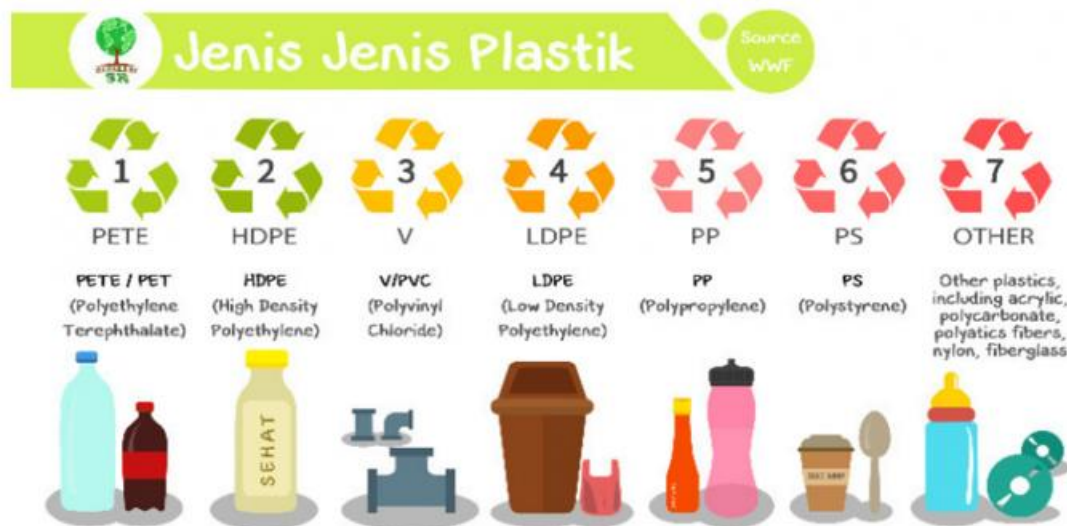 Jenis Jenis Plastik
Source
WWF
1
PETE
2
HDPE
3
V
4
LDPE
5
PP
6
PS
7
OTHER
PETE / PET
(Polyethylene
Terephthalate)
HDPE
(High Density
Polyethylene)
V/PVC
(Polyvinyl
Chloride)
LDPE
(Low Density
Polyethylene)
PP
(Polypropylene)
PS
(Polystyrene)
Other plastics,
including acrylic,
polycarbonate,
polyatics fibers,
nylon, fiberglass
SEHAT